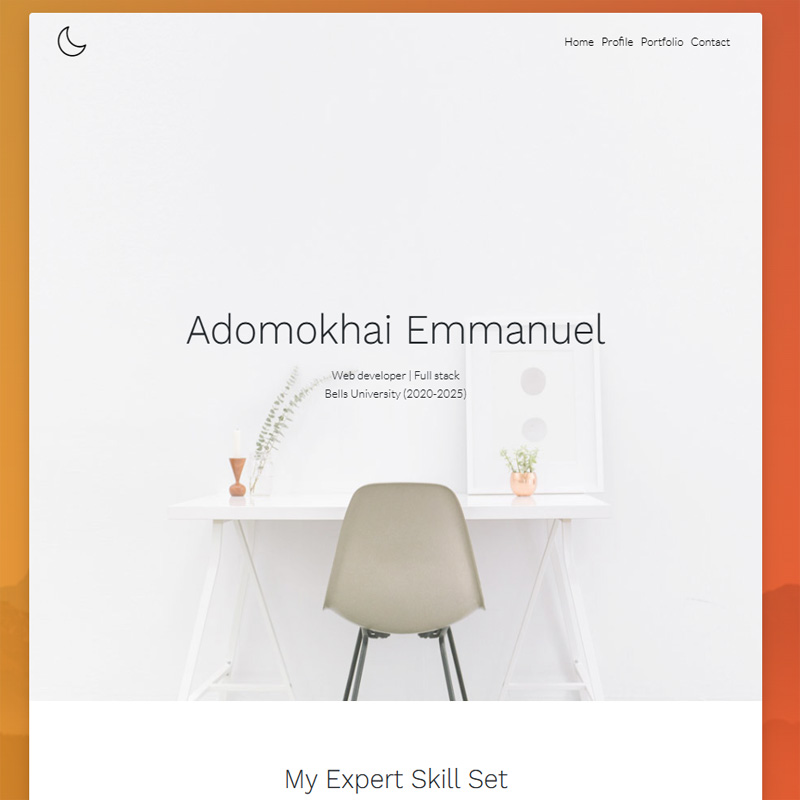 Home Profile Portfolio Contact
Adomokhai Emmanuel
Web developer | Full stack
Bells University (2020-2025)
My Expert Skill Set